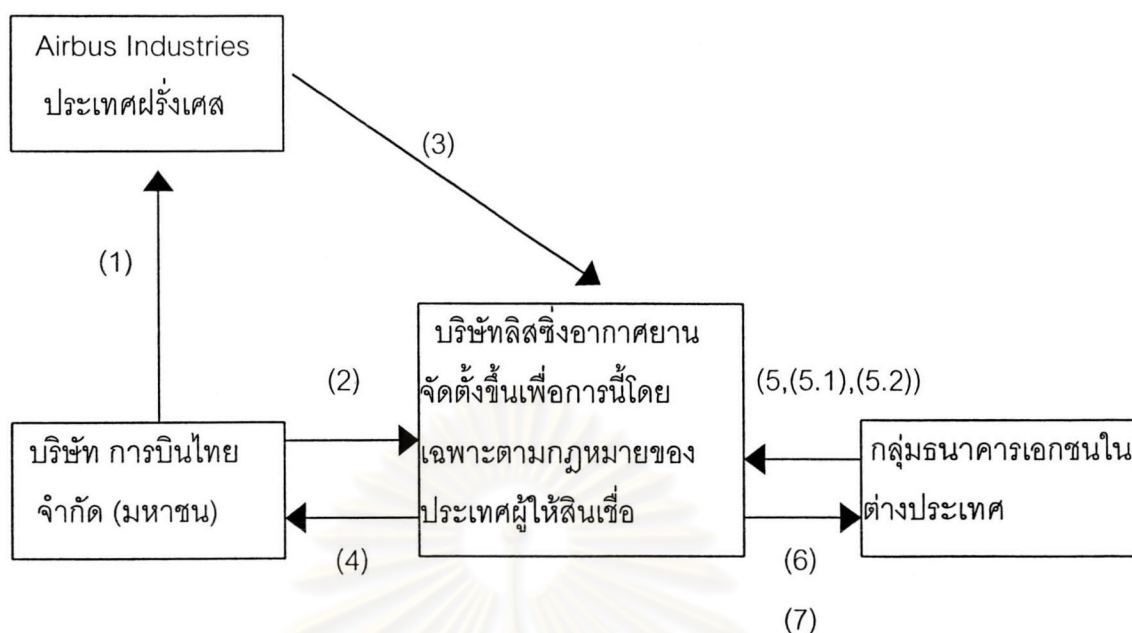 Airbus Industries
ประเทศฝรั่งเศส
(3)
(1)
บริษัทลิสซิ่งอากาศยาน
จัดตั้งขึ้นเพื่อการนี้โดย
เฉพาะตามกฎหมายของ
ประเทศผู้ให้สินเชื่อ
(2)
(5,(5.1),(5.2))
บริษัท การบินไทย
จำกัด (มหาชน)
กลุ่มธนาคารเอกชนใน
ต่างประเทศ
(4)
(6)
(7)